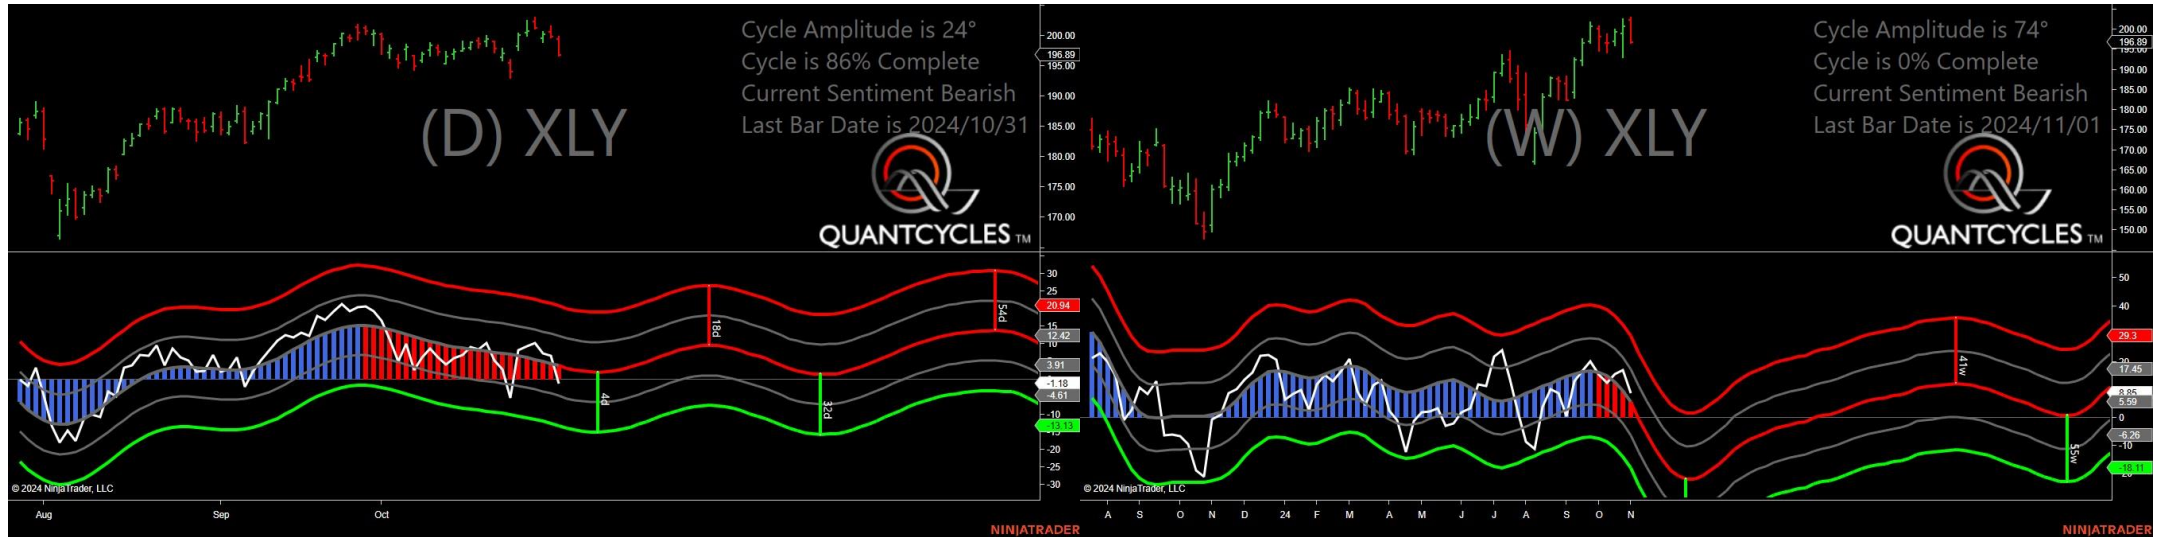 Cycle Amplitude is 24°
Cycle is 86% Complete
Current Sentiment Bearish
Last Bar Date is 2024/10/31
(D) XLY
QUANTCYCLES TM
200.00
196.89
195.00
190.00
185.00
180.00
175.00
170.00
30
20.94
15
12.42
10
3.91
-1.18
-4.61
-10
-13.13
-20
-25
-30
18d
54d
4d
32d
© 2024 NinjaTrader, LLC
Aug
Sep
Oct
NINJATRADER
Cycle Amplitude is 74°
Cycle is 0% Complete
Current Sentiment Bearish
Last Bar Date is 2024/11/01
(W) XLY
QUANTCYCLES TM
200.00
196.89
195.00
190.00
185.00
180.00
175.00
170.00
165.00
160.00
155.00
150.00
50
40
29.3
20
17.45
8.85
5.59
0
-6.26
-10
-18.11
41w
55w
© 2024 NinjaTrader, LLC
A S O N D 24 F M A M J J A S O N
NINJATRADER